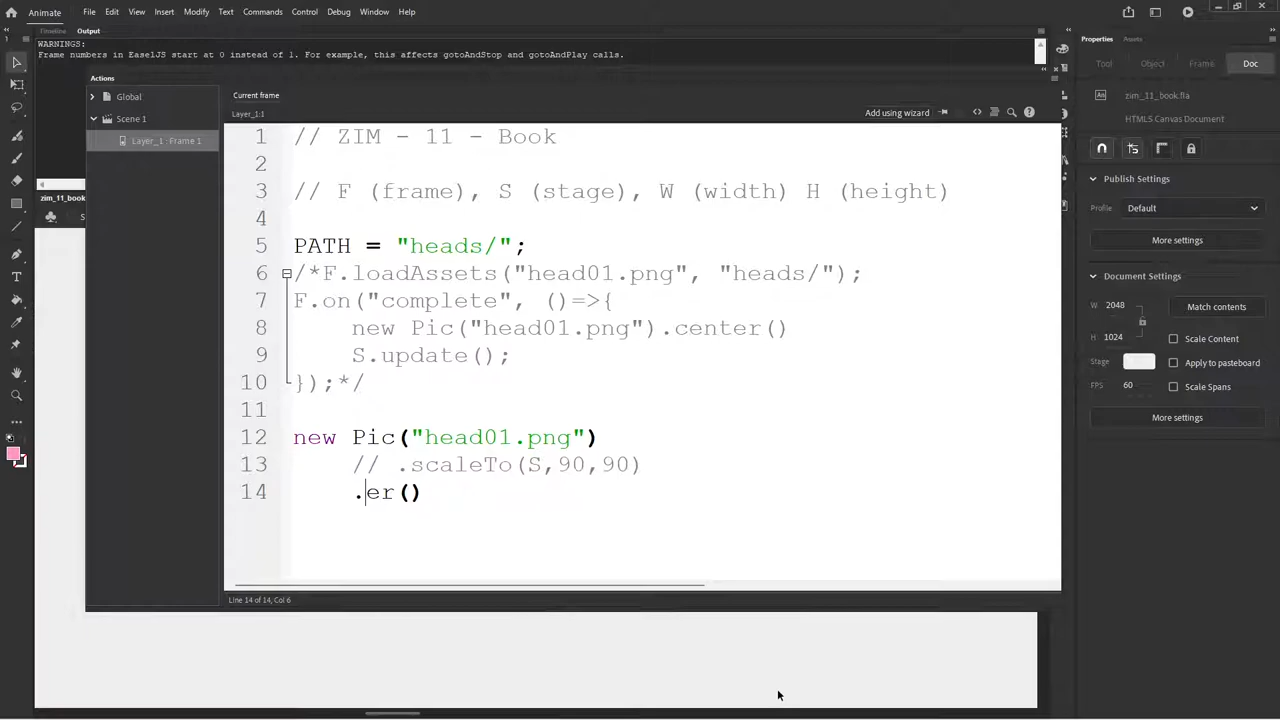 Animate File Edit View Insert Modify Text Commands Control Debug Window Help
Timeline Output
WARNINGS:
Frame numbers in EaselJS start at 0 instead of 1. For example, this affects gotoAndStop and gotoAndPlay calls.
Actions
Global
Scene 1
Layer_1 : Frame 1
zim_11_book
S
Current frame
Layer_1:1
Add using wizard
1 // ZIM - 11 - Book
2
3 // F (frame), S (stage), W (width) H (height)
4
5 PATH = "heads/";
6 /*F.loadAssets("head01.png", "heads/");
7 F.on("complete", ()=>{
8 new Pic("head01.png").center()
9 S.update();
10 });*/
11
12 new Pic("head01.png")
13 // .scaleTo(S,90,90)
14 .er()
Line 14 of 14, Col 6
Properties Assets
Tool Object Frame Doc
An zim_11_book.fla
HTML5 Canvas Document
Publish Settings
Profile Default
More settings
Document Settings
W 2048 Match contents
H 1024 Scale Content
Stage Apply to pasteboard
FPS 60 Scale Spans
More settings